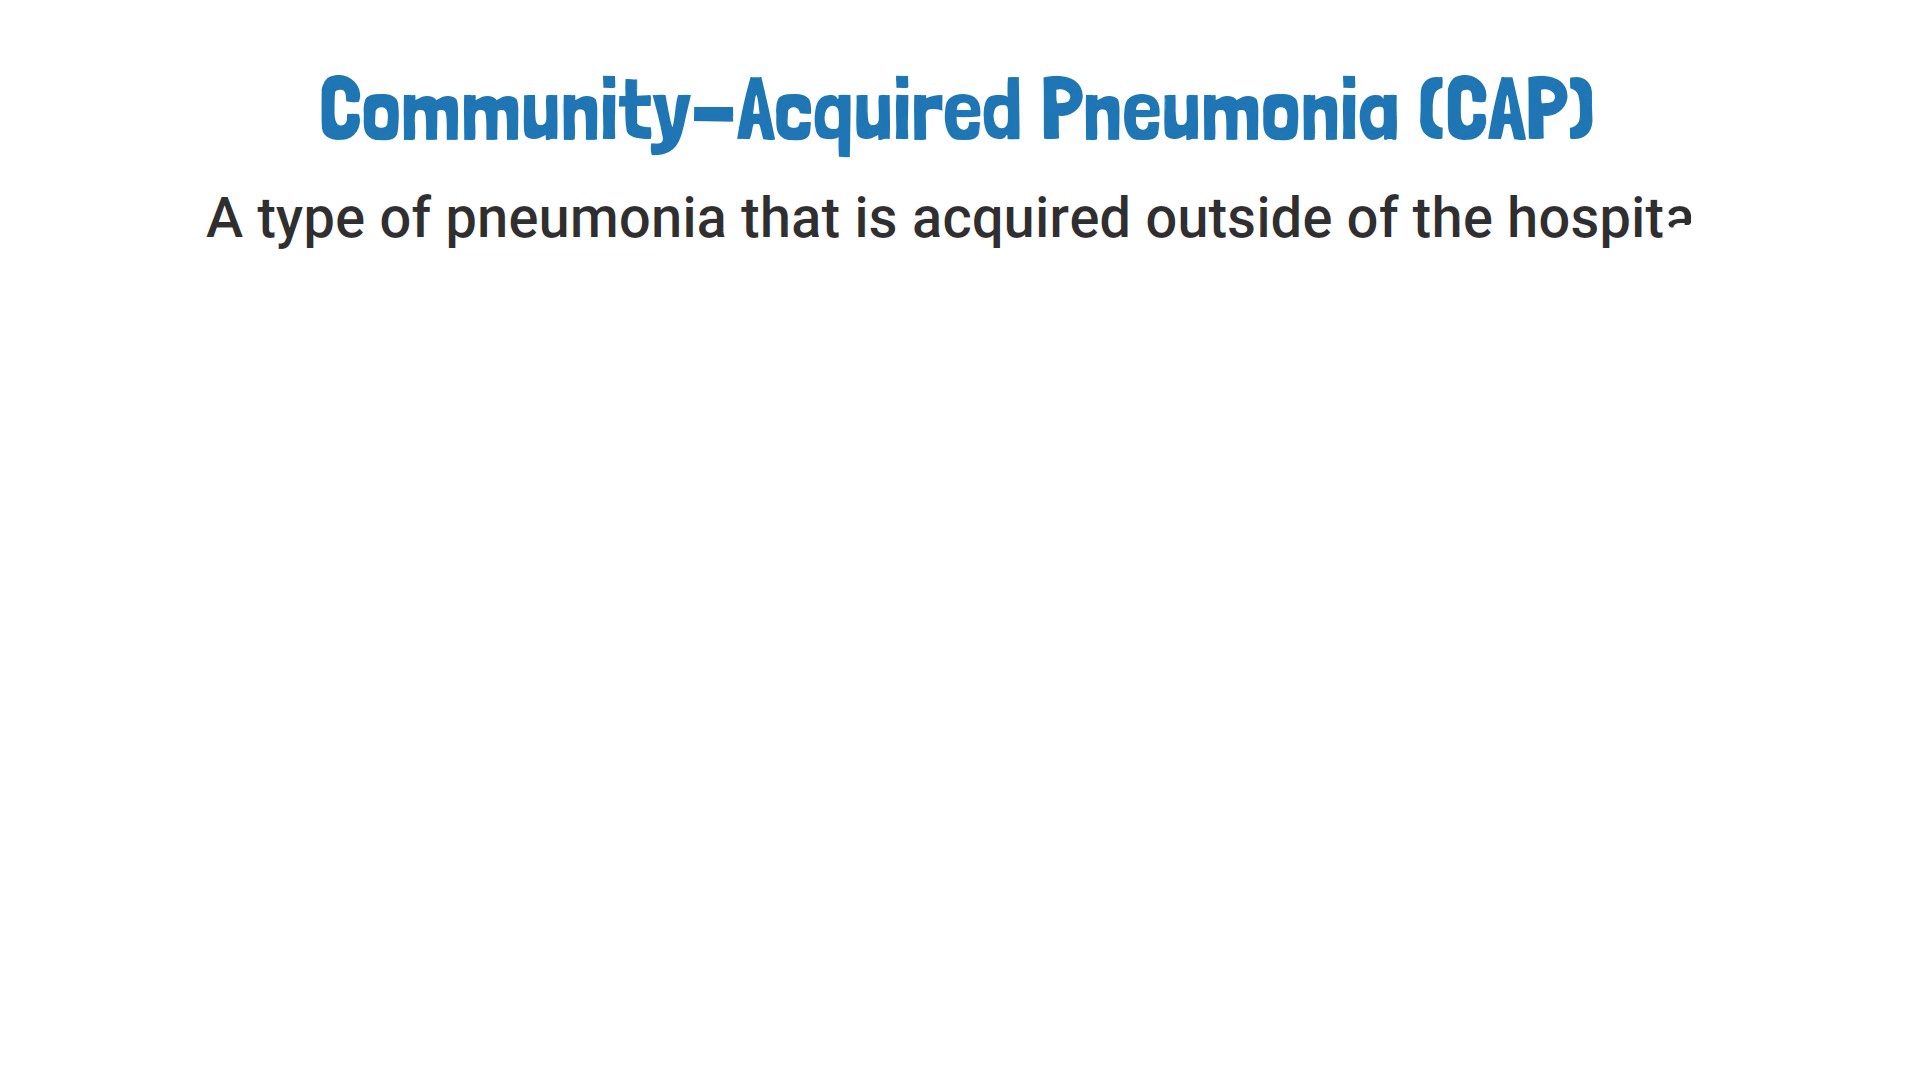 Community-Acquired Pneumonia (CAP)
A type of pneumonia that is acquired outside of the hospita